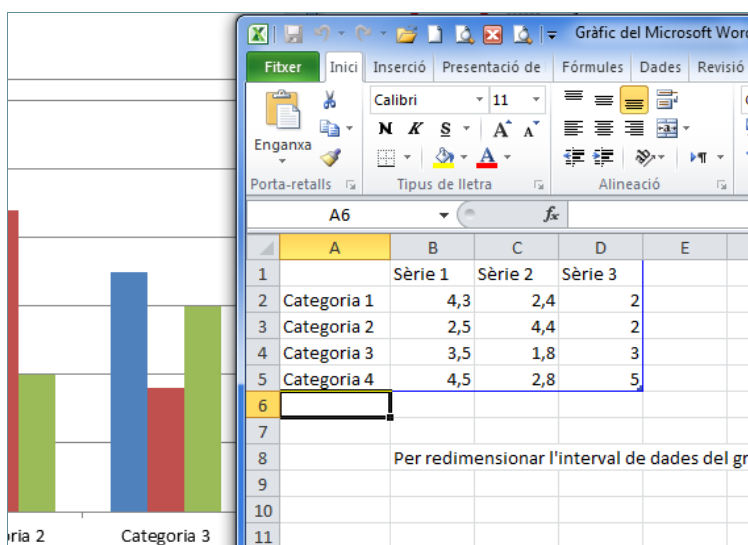 Gràfic del Microsoft Word
Fitxer Inici Inserció Presentació de Fórmules Dades Revisió
Calibri 11
N K S A A
Enganxa
Porta-retalls Tipus de lletra Alineació
A6 fx
A B C D E
1 Sèrie 1 Sèrie 2 Sèrie 3
2 Categoria 1 4,3 2,4 2
3 Categoria 2 2,5 4,4 2
4 Categoria 3 3,5 1,8 3
5 Categoria 4 4,5 2,8 5
6
7
8 Per redimensionar l'interval de dades del gr
9
10
11
ria 2 Categoria 3